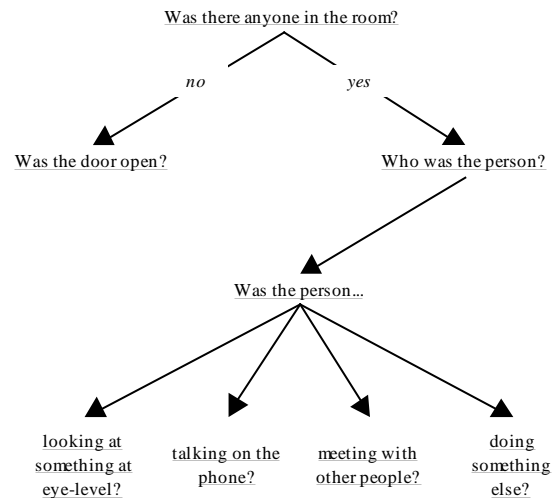 Was there anyone in the room?
no
yes
Was the door open?
Who was the person?
Was the person...
looking at
something at
eye-level?
talking on the
phone?
meeting with
other people?
doing
something
else?